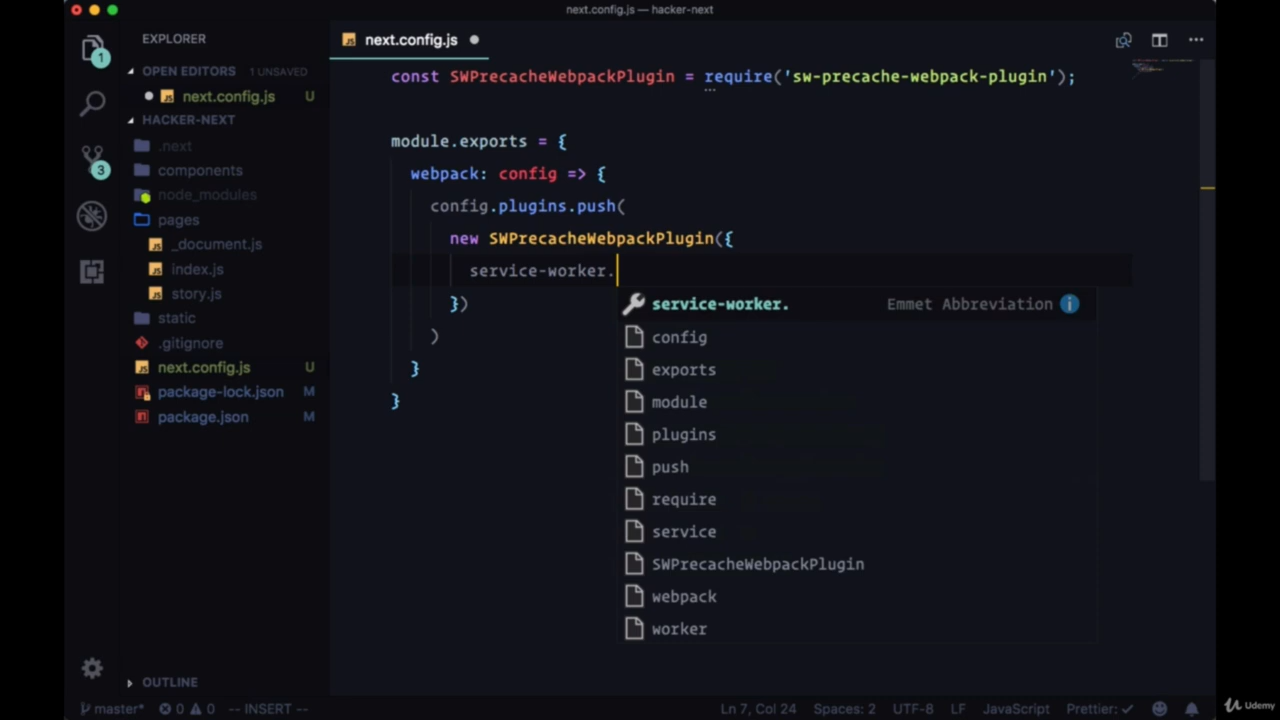 next.config.js — hacker-next
EXPLORER
OPEN EDITORS 1 UNSAVED
next.config.js U
HACKER-NEXT
.next
components
node_modules
pages
_document.js
index.js
story.js
static
.gitignore
next.config.js U
package-lock.json M
package.json M
OUTLINE
1
3
next.config.js
const SWPrecacheWebpackPlugin = require('sw-precache-webpack-plugin');
module.exports = {
webpack: config => {
config.plugins.push(
new SWPrecacheWebpackPlugin({
service-worker.
})
)
}
}
service-worker. Emmet Abbreviation
config
exports
module
plugins
push
require
service
SWPrecacheWebpackPlugin
webpack
worker
master* 0 0 -- INSERT -- Ln 7, Col 24 Spaces: 2 UTF-8 LF JavaScript Prettier: ✓
Udemy